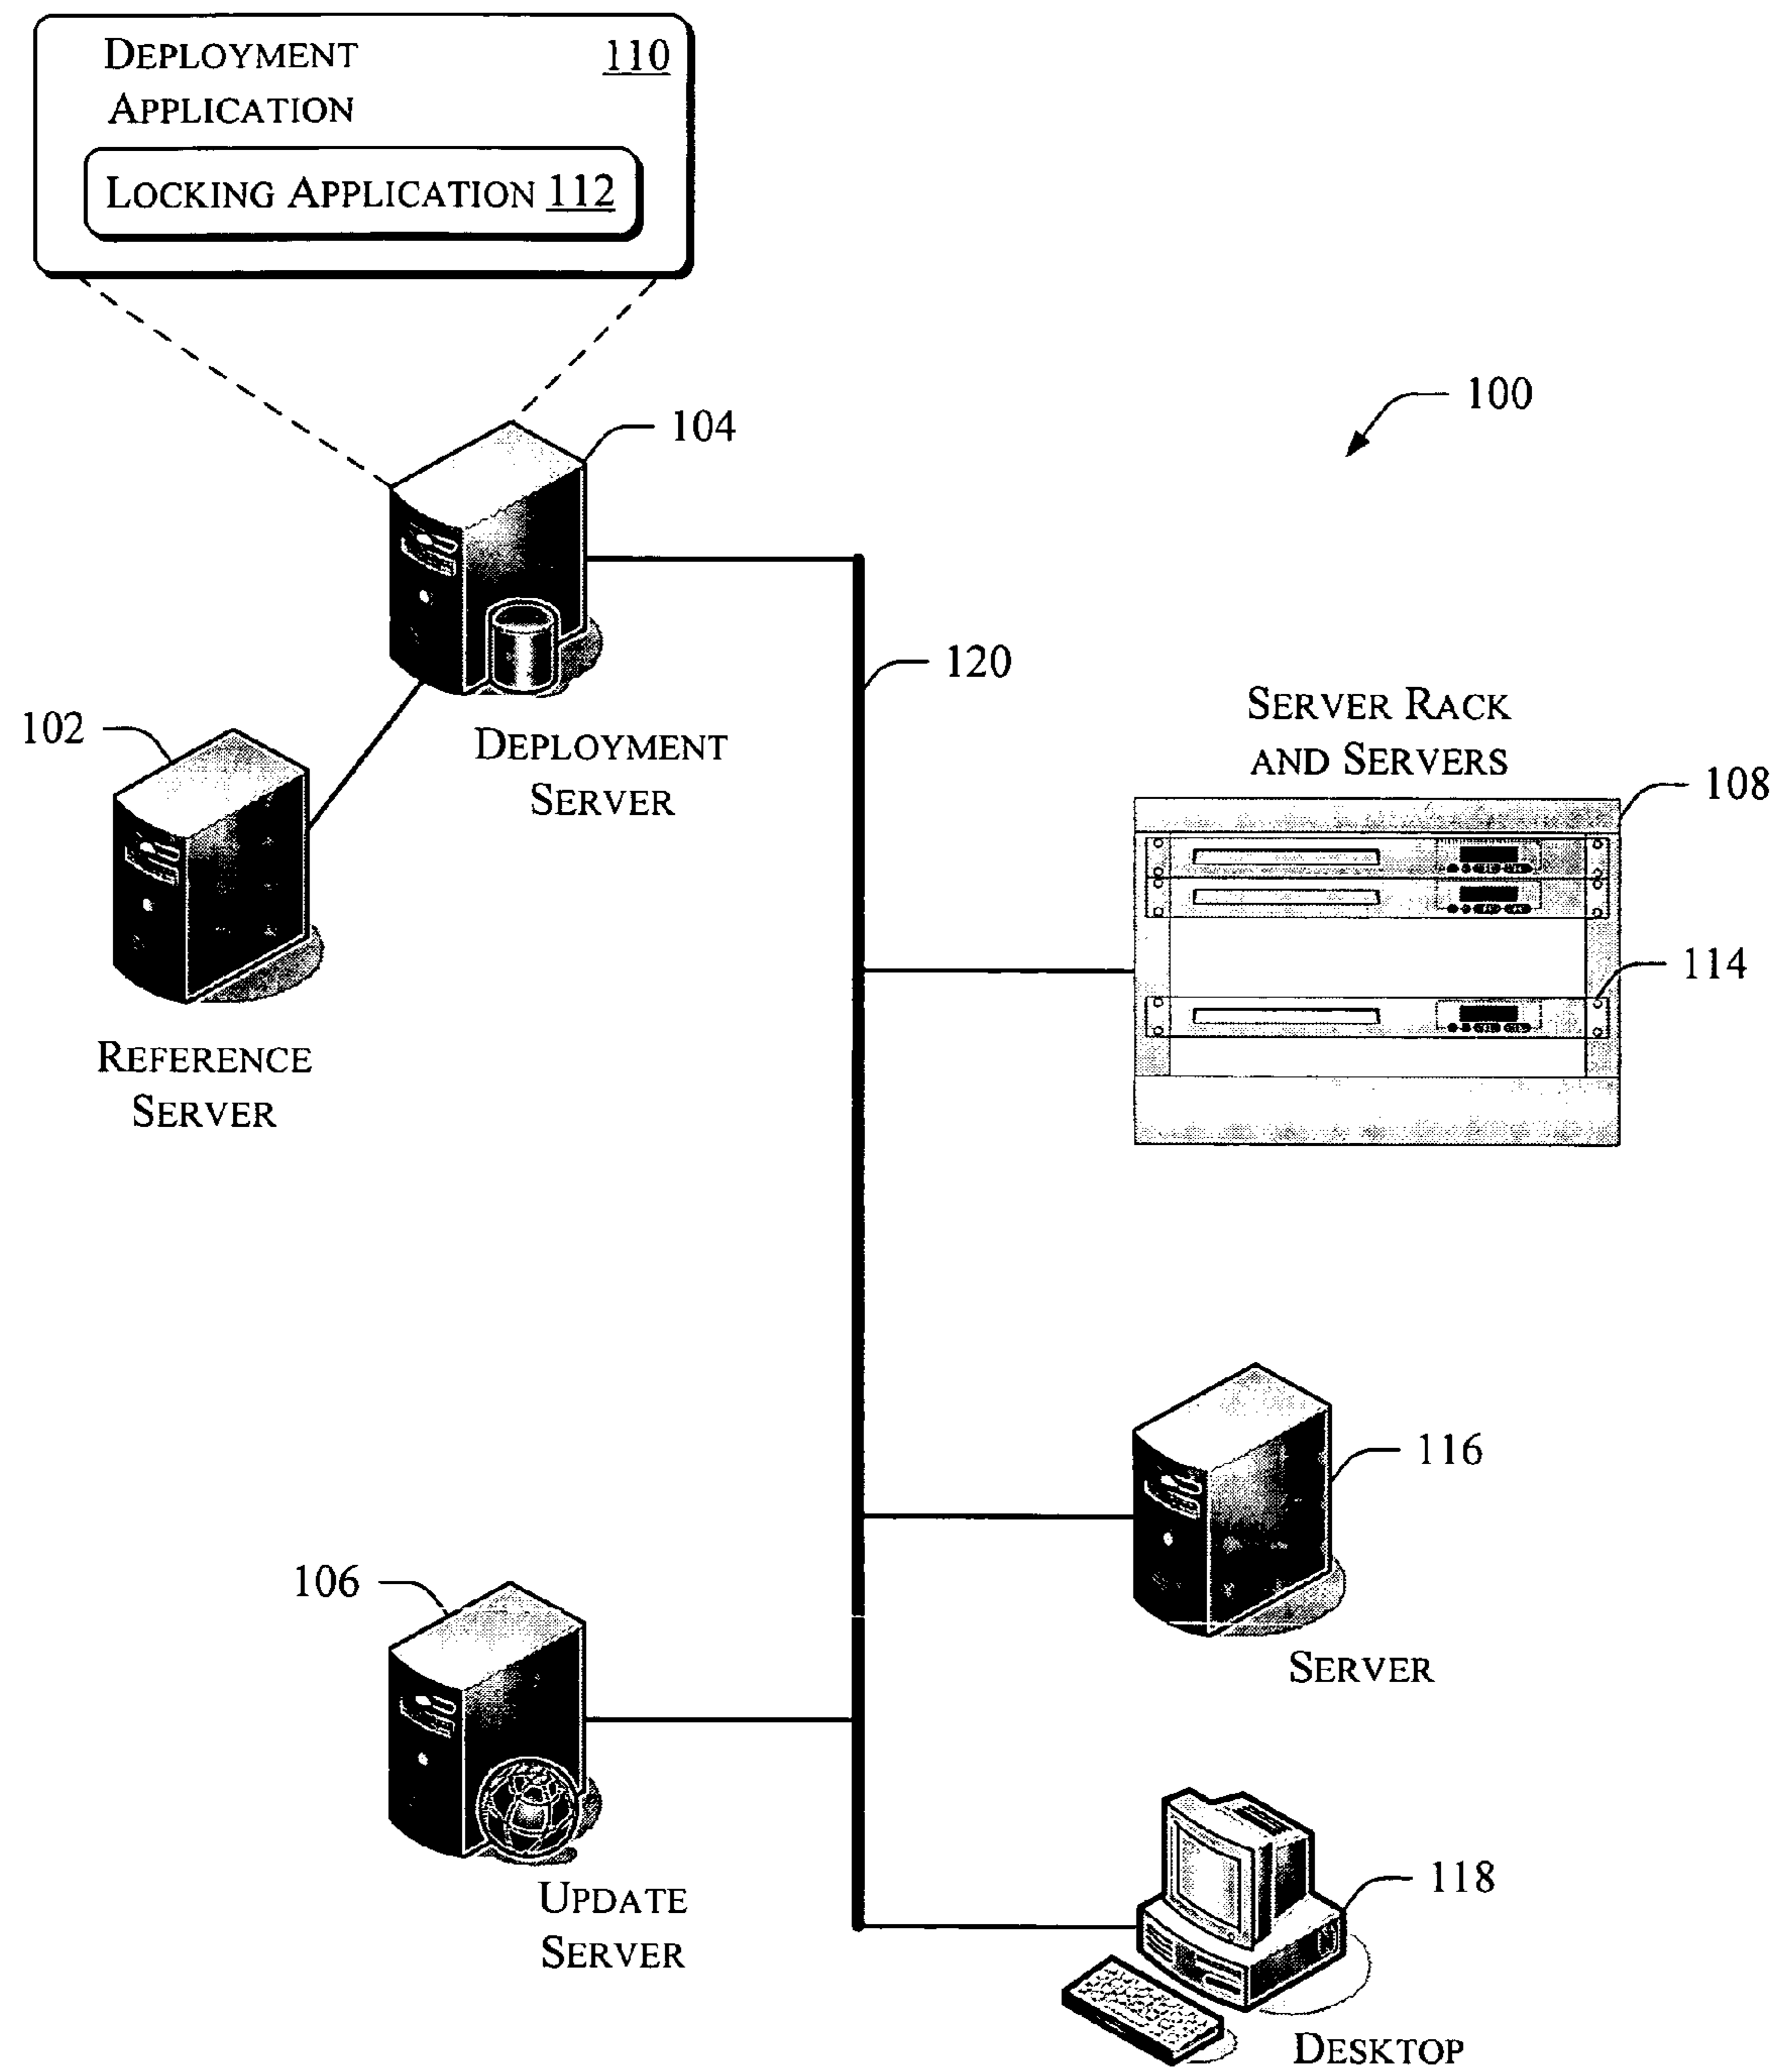 DEPLOYMENT 110
APPLICATION
LOCKING APPLICATION 112
100
104
120
SERVER RACK
AND SERVERS
102
DEPLOYMENT
SERVER
108
114
REFERENCE
SERVER
116
106
SERVER
118
UPDATE
SERVER
DESKTOP